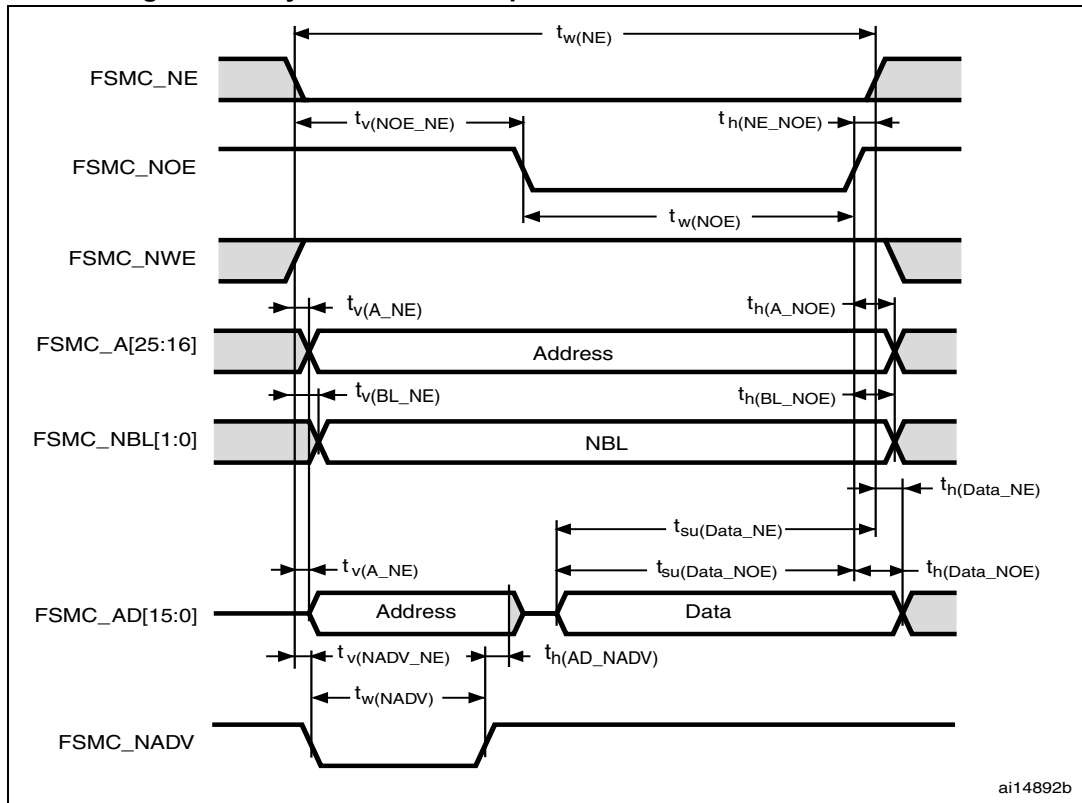 tw(NE)
FSMC_NE
tv(NOE_NE)
th(NE_NOE)
FSMC_NOE
tw(NOE)
FSMC_NWE
tv(A_NE)
th(A_NOE)
FSMC_A[25:16]
Address
tv(BL_NE)
th(BL_NOE)
FSMC_NBL[1:0]
NBL
th(Data_NE)
tsu(Data_NE)
tv(A_NE)
tsu(Data_NOE)
th(Data_NOE)
FSMC_AD[15:0]
Address
Data
tv(NADV_NE)
th(AD_NADV)
tw(NADV)
FSMC_NADV
ai14892b